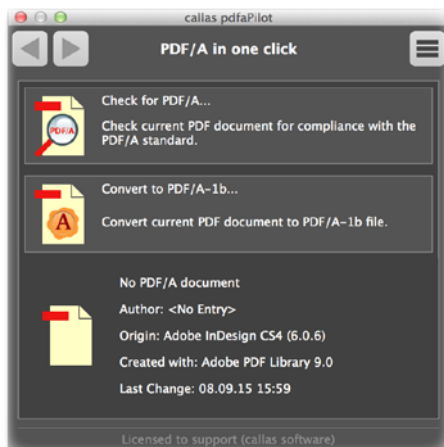 callas pdfaPilot
PDF/A in one click
Check for PDF/A...
PDF/A
Check current PDF document for compliance with the
PDF/A standard.
Convert to PDF/A-1b...
A
Convert current PDF document to PDF/A-1b file.
No PDF/A document
Author: <No Entry>
Origin: Adobe InDesign CS4 (6.0.6)
Created with: Adobe PDF Library 9.0
Last Change: 08.09.15 15:59
Licensed to support (callas software)